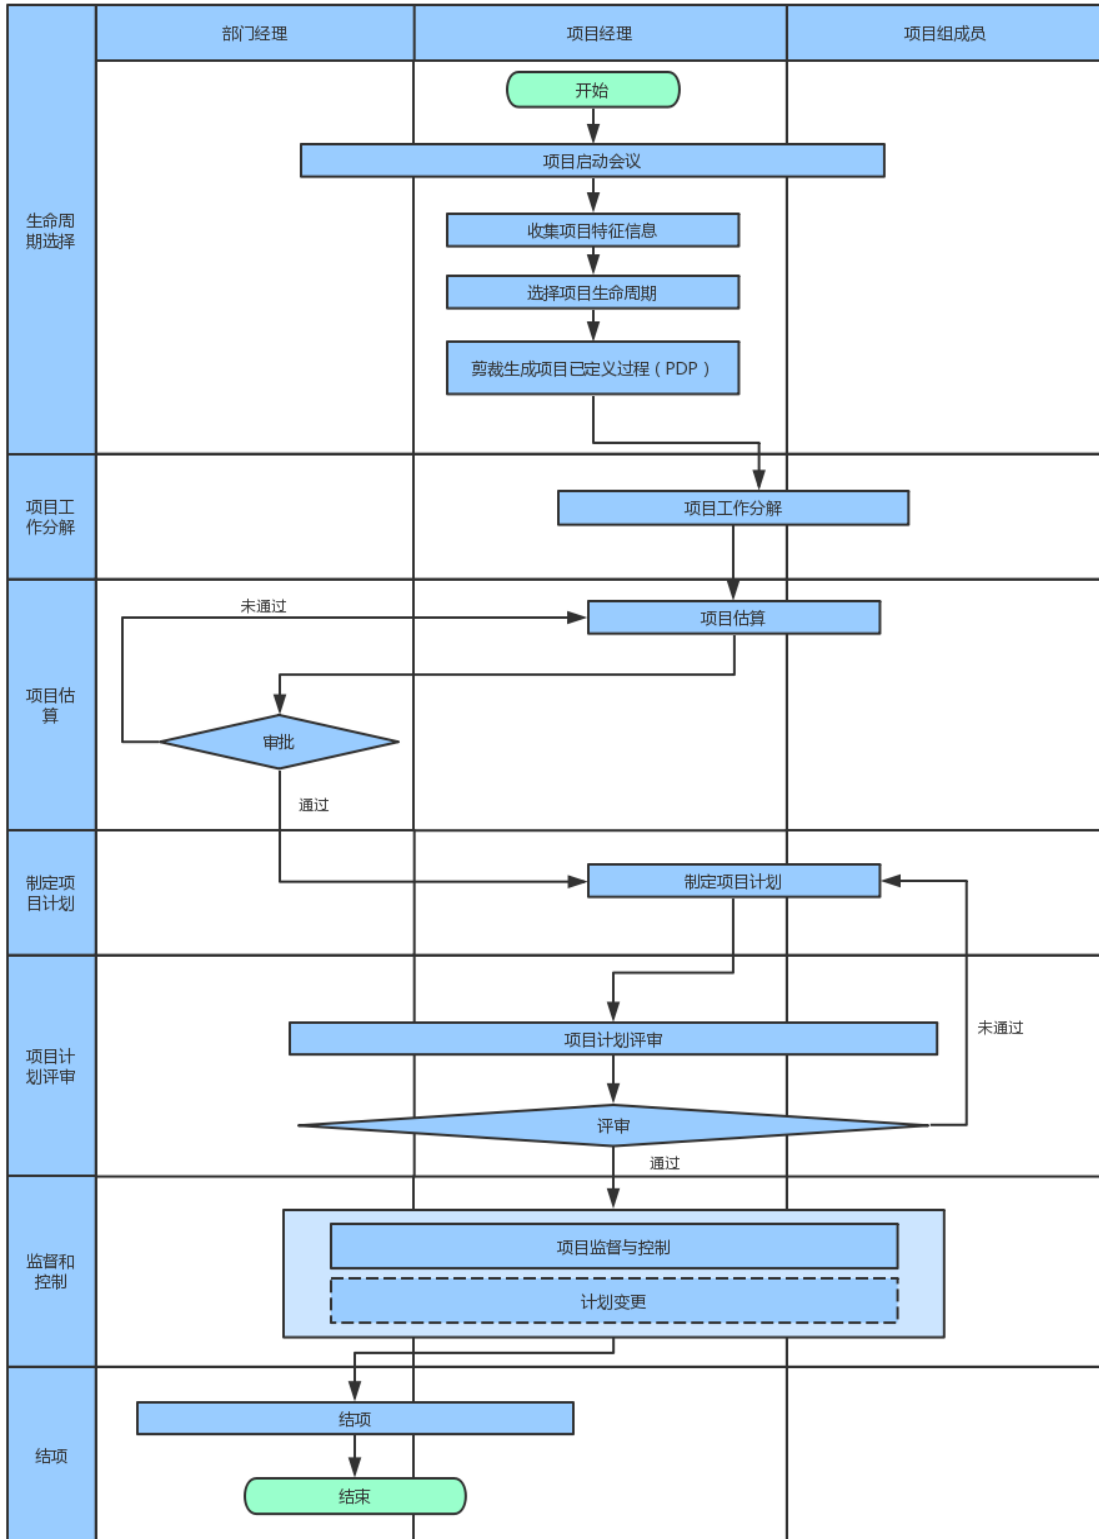 部门经理
项目经理
项目组成员
生命周
期选择
开始
项目启动会议
收集项目特征信息
选择项目生命周期
剪裁生成项目已定义过程（PDP）
项目工
作分解
项目工作分解
项目估
算
未通过
项目估算
审批
通过
制定项
目计划
制定项目计划
项目计
划评审
项目计划评审
未通过
评审
通过
监督和
控制
项目监督与控制
计划变更
结项
结项
结束